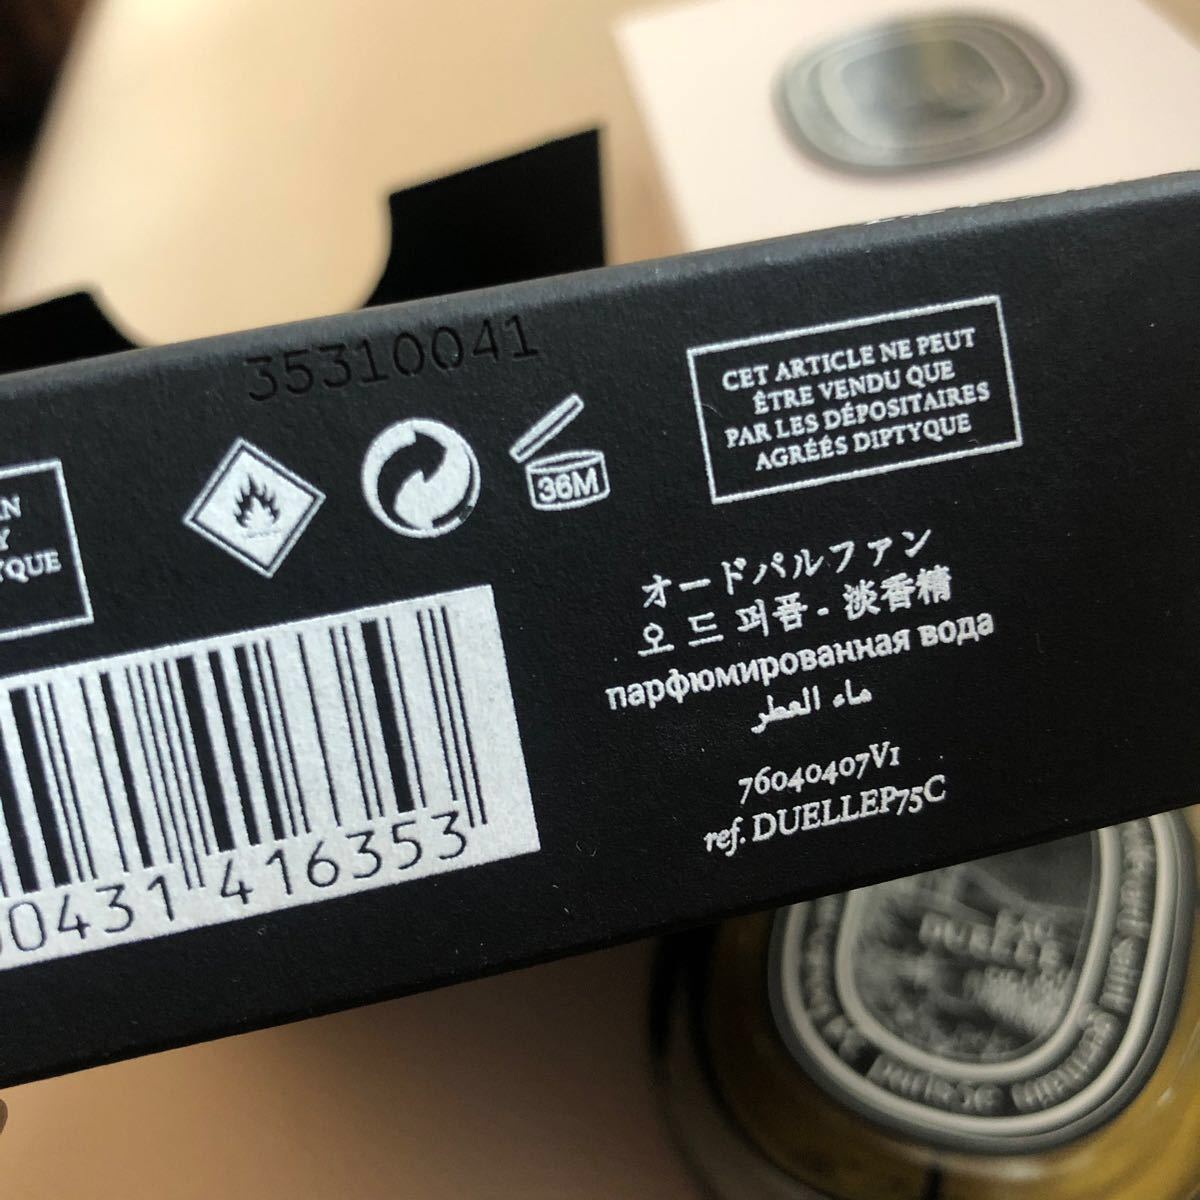 35310041
CET ARTICLE NE PEUT
ÊTRE VENDU QUE
PAR LES DÉPOSITAIRES
AGRÉÉS DIPTYQUE
36M
オードパルファン
오 드 퍼퓸 - 淡香精
парфюмированная вода
ماء العطر
76040407V1
ref. DUELLEP75C
0431 416353
EAU
DUELLE